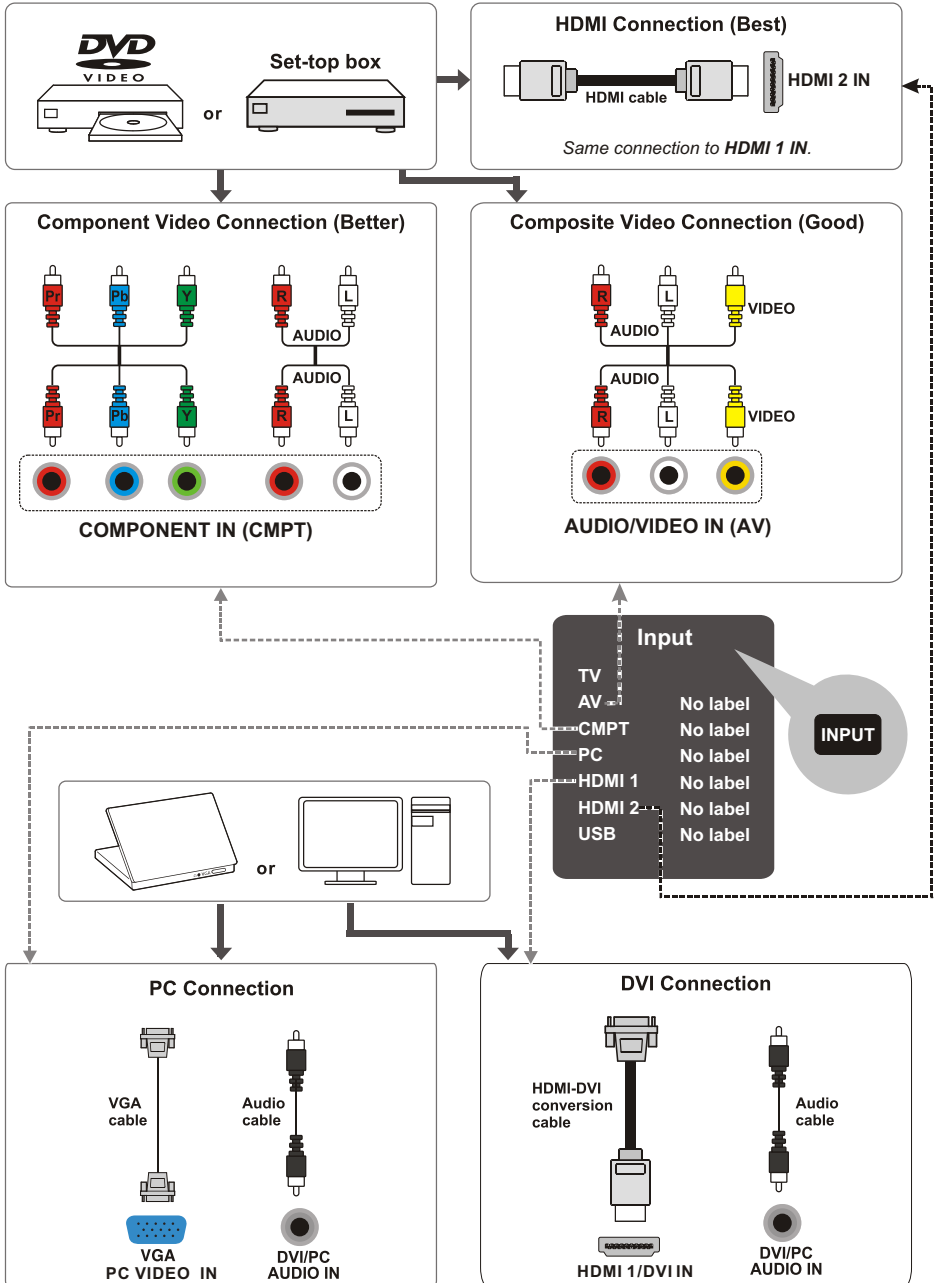 DVD
VIDEO
or
Set-top box
HDMI Connection (Best)
HDMI cable
HDMI 2 IN
Same connection to HDMI 1 IN.
Component Video Connection (Better)
Pr Pb Y R L
AUDIO
AUDIO
Pr Pb Y R L
COMPONENT IN (CMPT)
Composite Video Connection (Good)
R L VIDEO
AUDIO
AUDIO
R L VIDEO
AUDIO/VIDEO IN (AV)
Input
TV
AV No label
CMPT No label
PC No label
HDMI 1 No label
HDMI 2 No label
USB No label
INPUT
or
PC Connection
VGA
cable
Audio
cable
VGA
PC VIDEO IN
DVI/PC
AUDIO IN
DVI Connection
HDMI-DVI
conversion
cable
Audio
cable
HDMI 1/DVI IN
DVI/PC
AUDIO IN